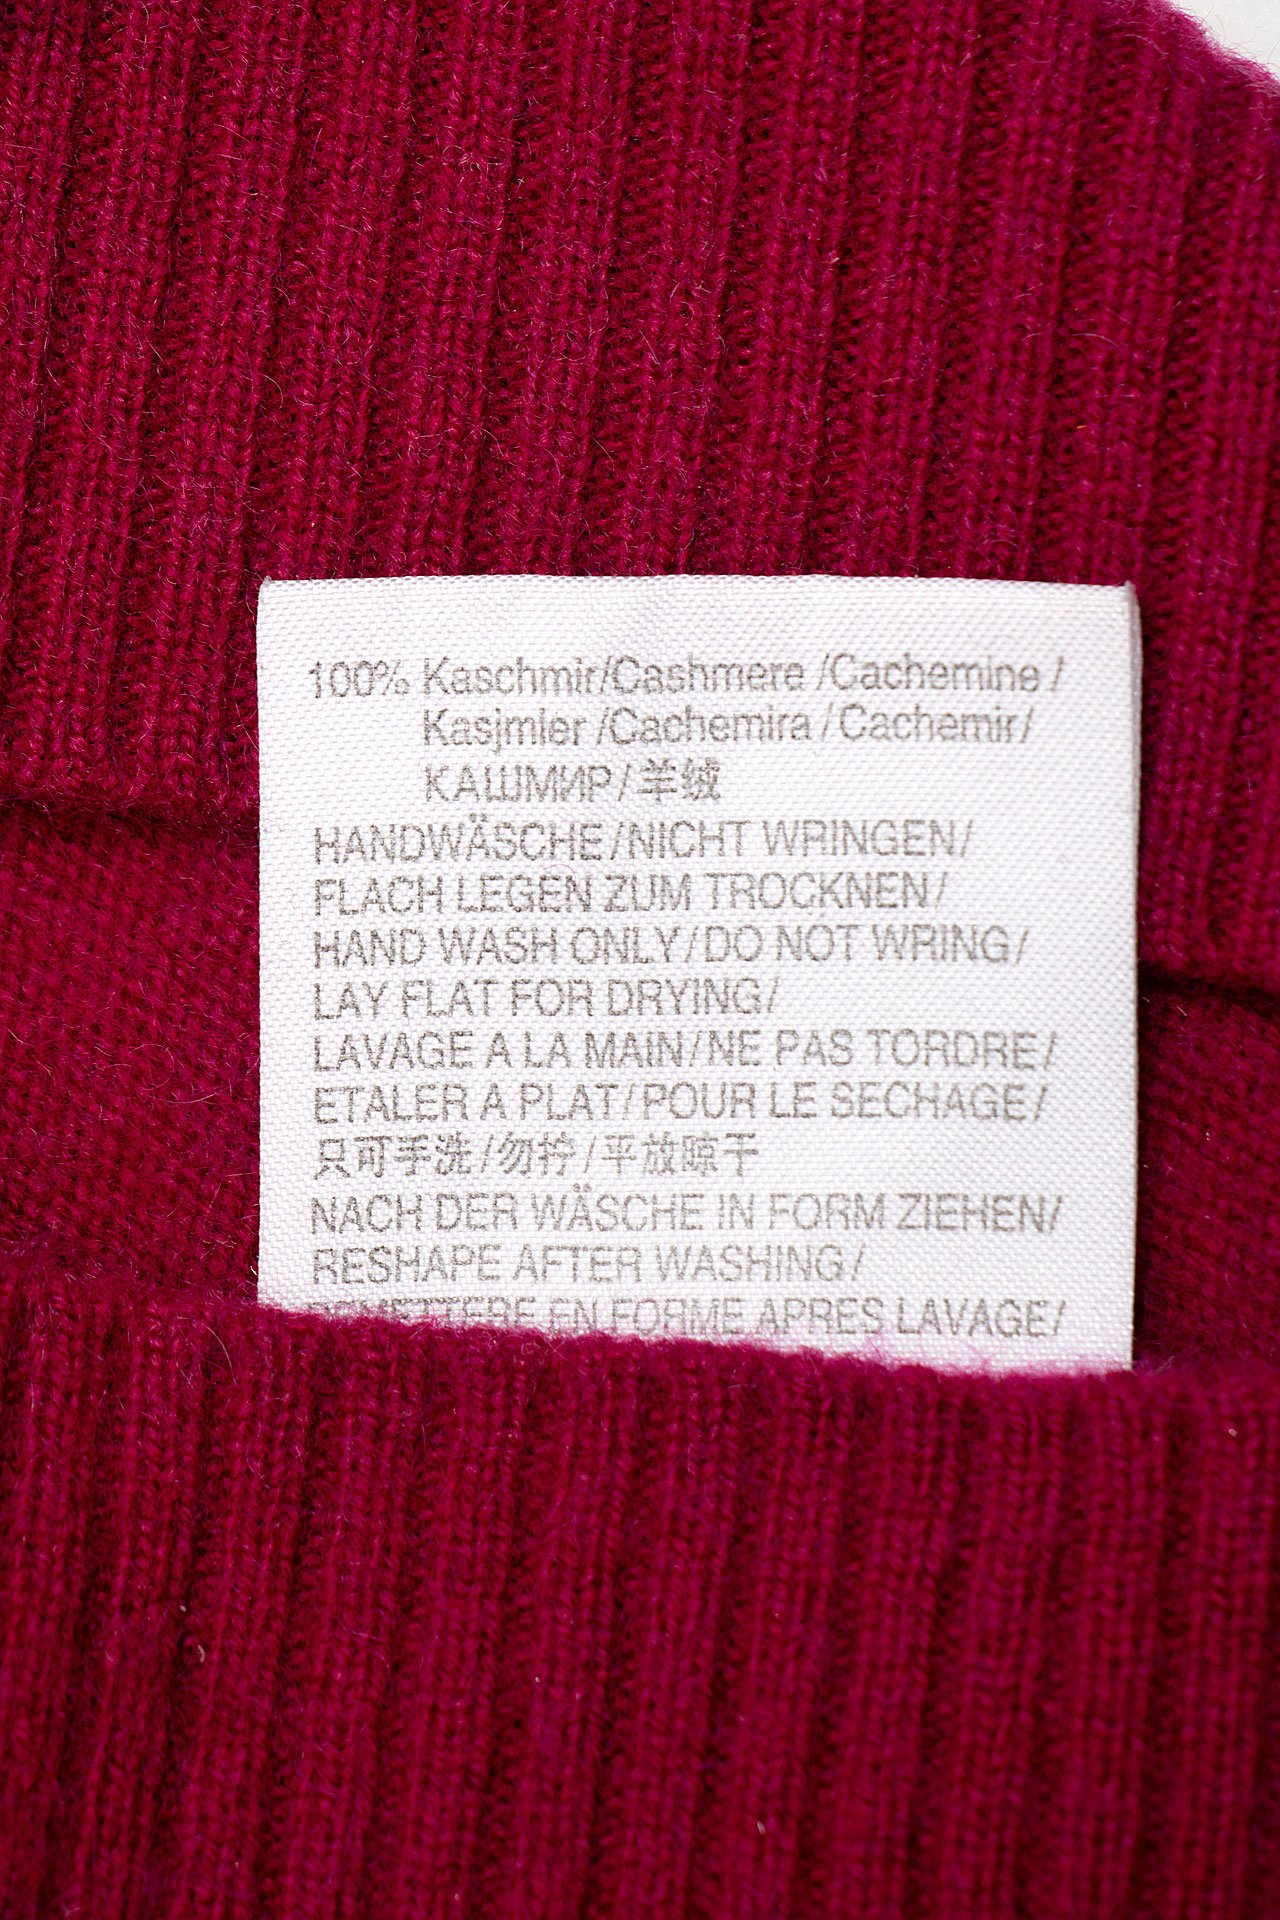 100% Kaschmir/Cashmere /Cachemine /
Kasjmier /Cachemira /Cachemir/
КАШМИР/羊绒
HANDWÄSCHE/NICHT WRINGEN/
FLACH LEGEN ZUM TROCKNEN/
HAND WASH ONLY/DO NOT WRING/
LAY FLAT FOR DRYING/
LAVAGE A LA MAIN/NE PAS TORDRE/
ETALER A PLAT/POUR LE SECHAGE/
只可手洗/勿拧/平放晾干
NACH DER WÄSCHE IN FORM ZIEHEN/
RESHAPE AFTER WASHING/
REMETTERE EN FORME APRES LAVAGE/